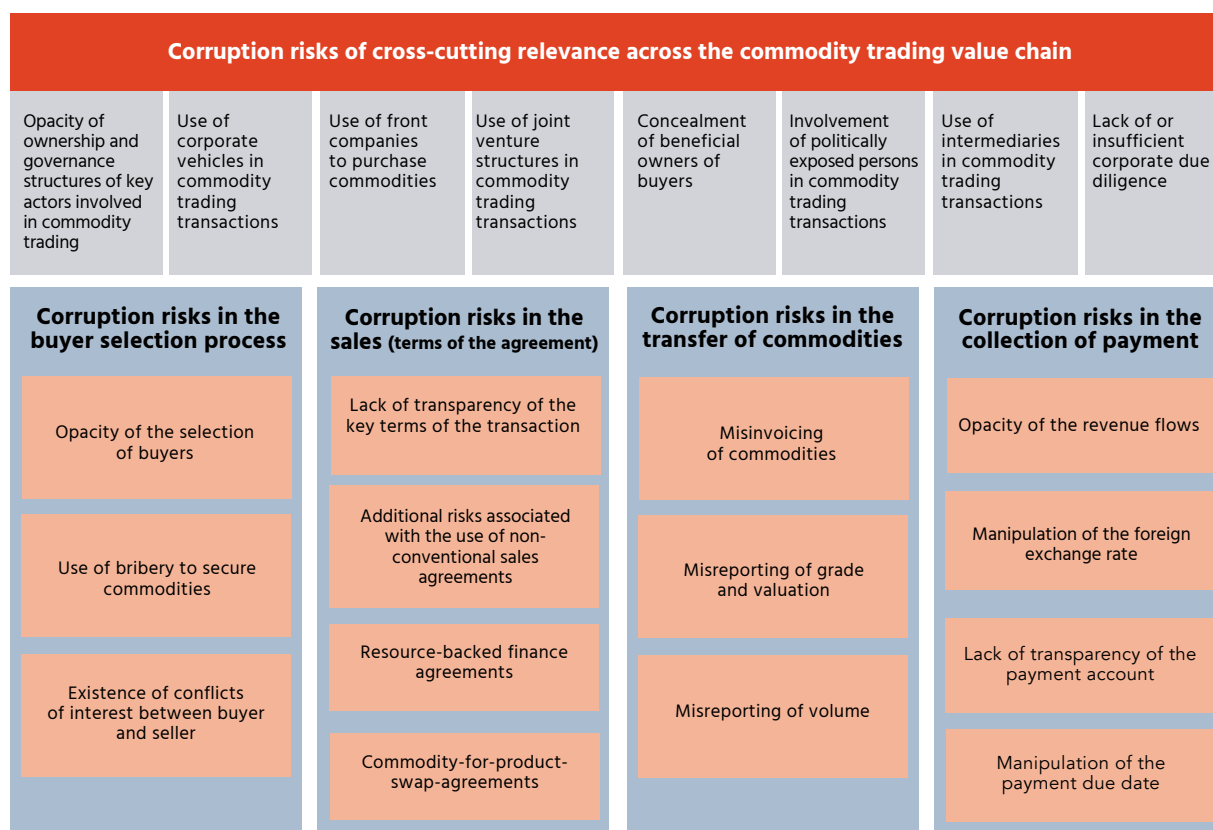 Corruption risks of cross-cutting relevance across the commodity trading value chain
Opacity of
ownership and
governance
structures of key
actors involved
in commodity
trading
Use of
corporate
vehicles in
commodity
trading
transactions
Use of front
companies
to purchase
commodities
Use of joint
venture
structures in
commodity
trading
transactions
Concealment
of beneficial
owners of
buyers
Involvement
of politically
exposed persons
in commodity
trading
transactions
Use of
intermediaries
in commodity
trading
transactions
Lack of or
insufficient
corporate due
diligence
Corruption risks in the
buyer selection process
Opacity of the selection
of buyers
Use of bribery to secure
commodities
Existence of conflicts
of interest between buyer
and seller
Corruption risks in the
sales (terms of the agreement)
Lack of transparency of the
key terms of the transaction
Additional risks associated
with the use of non-
conventional sales
agreements
Resource-backed finance
agreements
Commodity-for-product-
swap-agreements
Corruption risks in the
transfer of commodities
Misinvoicing
of commodities
Misreporting of grade
and valuation
Misreporting of volume
Corruption risks in the
collection of payment
Opacity of the revenue flows
Manipulation of the foreign
exchange rate
Lack of transparency of the
payment account
Manipulation of the
payment due date